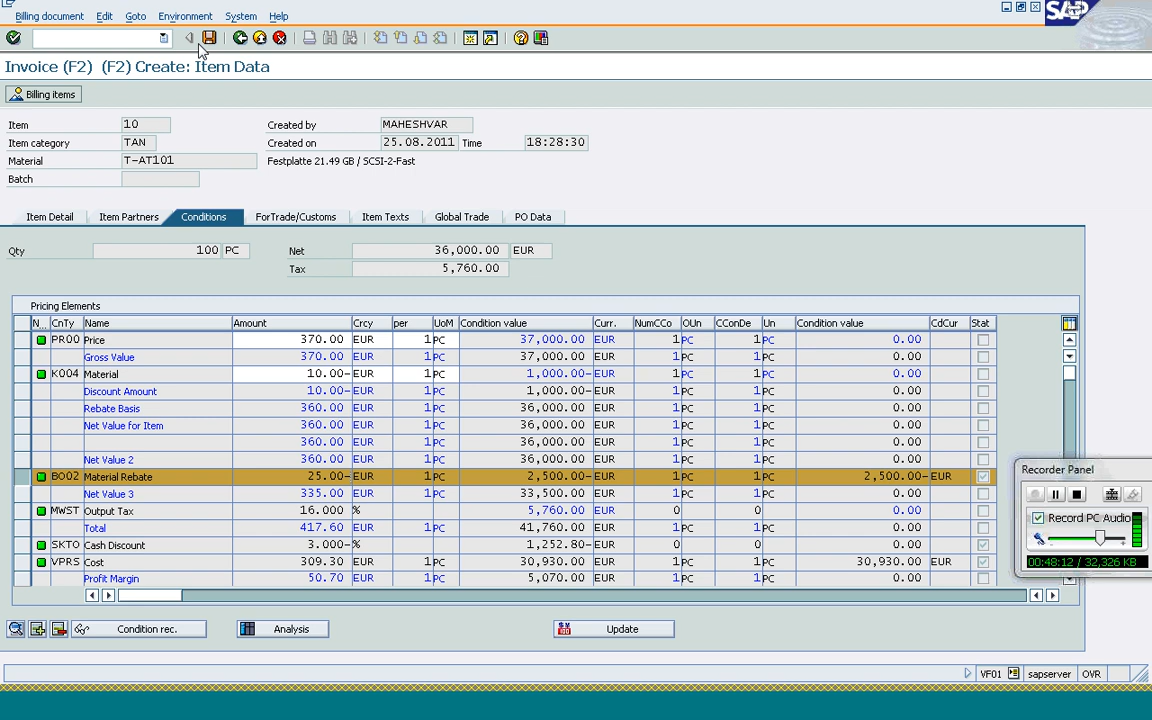 Billing document Edit Goto Environment System Help
SAP
Invoice (F2) (F2) Create: Item Data
Billing items
Item 10 Created by MAHESHVAR
Item category TAN Created on 25.08.2011 Time 18:28:30
Material T-AT101 Festplatte 21.49 GB / SCSI-2-Fast
Batch
Item Detail Item Partners Conditions ForTrade/Customs Item Texts Global Trade PO Data
Qty 100 PC Net 36,000.00 EUR
Tax 5,760.00
Pricing Elements
N... CnTy Name Amount Crcy per UoM Condition value Curr. NumCCo OUn CConDe Un Condition value CdCur Stat
PR00 Price 370.00 EUR 1 PC 37,000.00 EUR 1 PC 1 PC 0.00
Gross Value 370.00 EUR 1 PC 37,000.00 EUR 1 PC 1 PC 0.00
K004 Material 10.00- EUR 1 PC 1,000.00- EUR 1 PC 1 PC 0.00
Discount Amount 10.00- EUR 1 PC 1,000.00- EUR 1 PC 1 PC 0.00
Rebate Basis 360.00 EUR 1 PC 36,000.00 EUR 1 PC 1 PC 0.00
Net Value for Item 360.00 EUR 1 PC 36,000.00 EUR 1 PC 1 PC 0.00
360.00 EUR 1 PC 36,000.00 EUR 1 PC 1 PC 0.00
Net Value 2 360.00 EUR 1 PC 36,000.00 EUR 1 PC 1 PC 0.00
BO02 Material Rebate 25.00- EUR 1 PC 2,500.00- EUR 1 PC 1 PC 2,500.00- EUR
Net Value 3 335.00 EUR 1 PC 33,500.00 EUR 1 PC 1 PC 0.00
MWST Output Tax 16.000 % 5,760.00 EUR 0 0 0.00
Total 417.60 EUR 1 PC 41,760.00 EUR 1 PC 1 PC 0.00
SKTO Cash Discount 3.000- % 1,252.80- EUR 0 0 0.00
VPRS Cost 309.30 EUR 1 PC 30,930.00 EUR 1 PC 1 PC 30,930.00 EUR
Profit Margin 50.70 EUR 1 PC 5,070.00 EUR 1 PC 1 PC 0.00
Condition rec. Analysis Update
Recorder Panel
Record PC Audio
00:48:12 / 32,326 KB
VF01 sapserver OVR